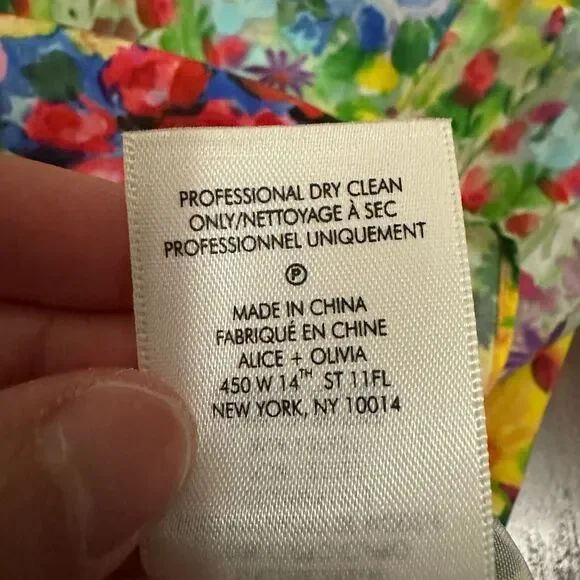 PROFESSIONAL DRY CLEAN
ONLY/NETTOYAGE À SEC
PROFESSIONNEL UNIQUEMENT
P
MADE IN CHINA
FABRIQUÉ EN CHINE
ALICE + OLIVIA
450 W 14TH ST 11FL
NEW YORK, NY 10014